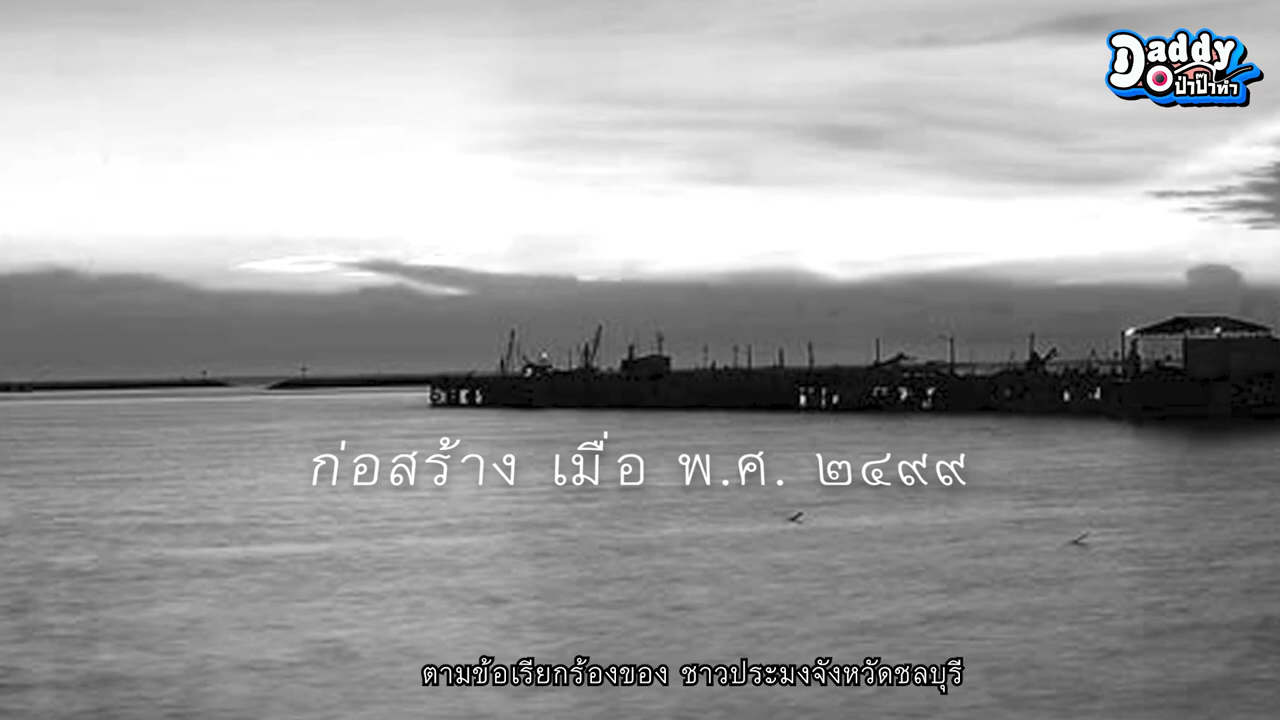 Daddy
ป่าป๊าทำ
ก่อสร้าง เมื่อ พ.ศ. ๒๔๙๙
ตามข้อเรียกร้องของ ชาวประมงจังหวัดชลบุรี